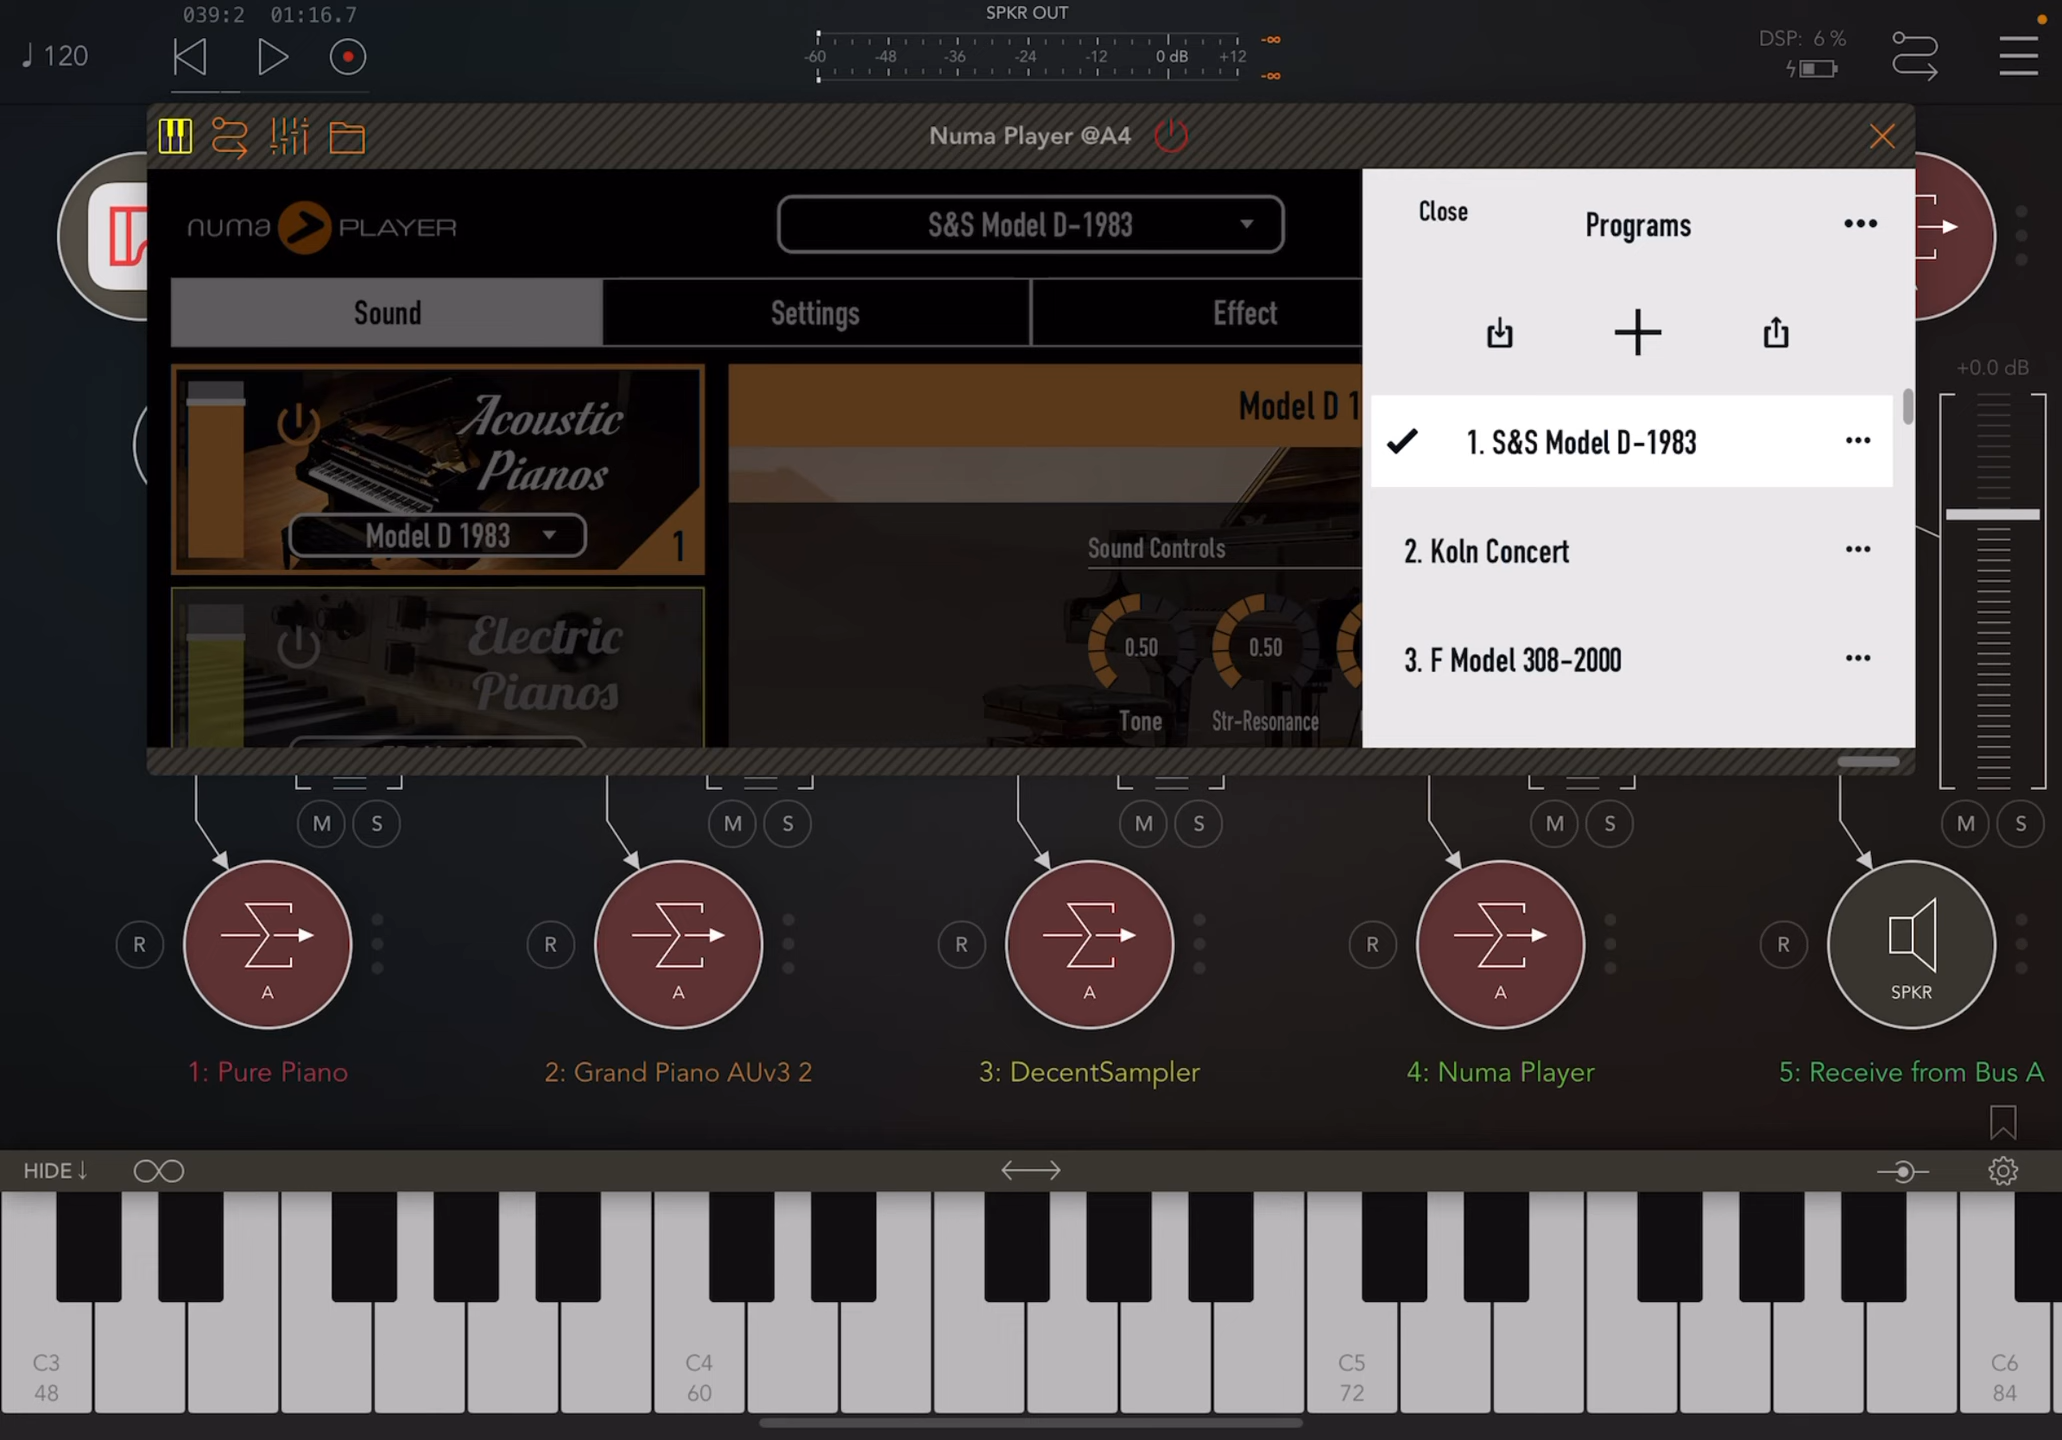 039:2 01:16.7
SPKR OUT
120
-60 -48 -36 -24 -12 0 dB +12
-∞
-∞
DSP: 6 %
Numa Player @A4
numa PLAYER
S&S Model D-1983
Sound Settings Effect
Acoustic
Pianos
Model D 1983
1
Electric
Pianos
Model D 1
Sound Controls
0.50 0.50
Tone Str-Resonance
Close
Programs
1. S&S Model D-1983
2. Koln Concert
3. F Model 308-2000
+0.0 dB
M S M S M S M S M S
R R R R R
A A A A SPKR
1: Pure Piano
2: Grand Piano AUv3 2
3: DecentSampler
4: Numa Player
5: Receive from Bus A
HIDE↓
C3 C4 C5 C6
48 60 72 84